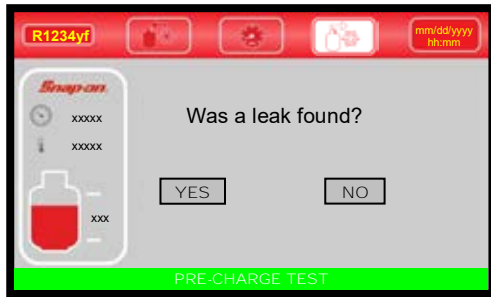 R1234yf
mm/dd/yyyy
hh:mm
Snap-on
xxxxx
xxxxx
xxx
Was a leak found?
YES NO
PRE-CHARGE TEST